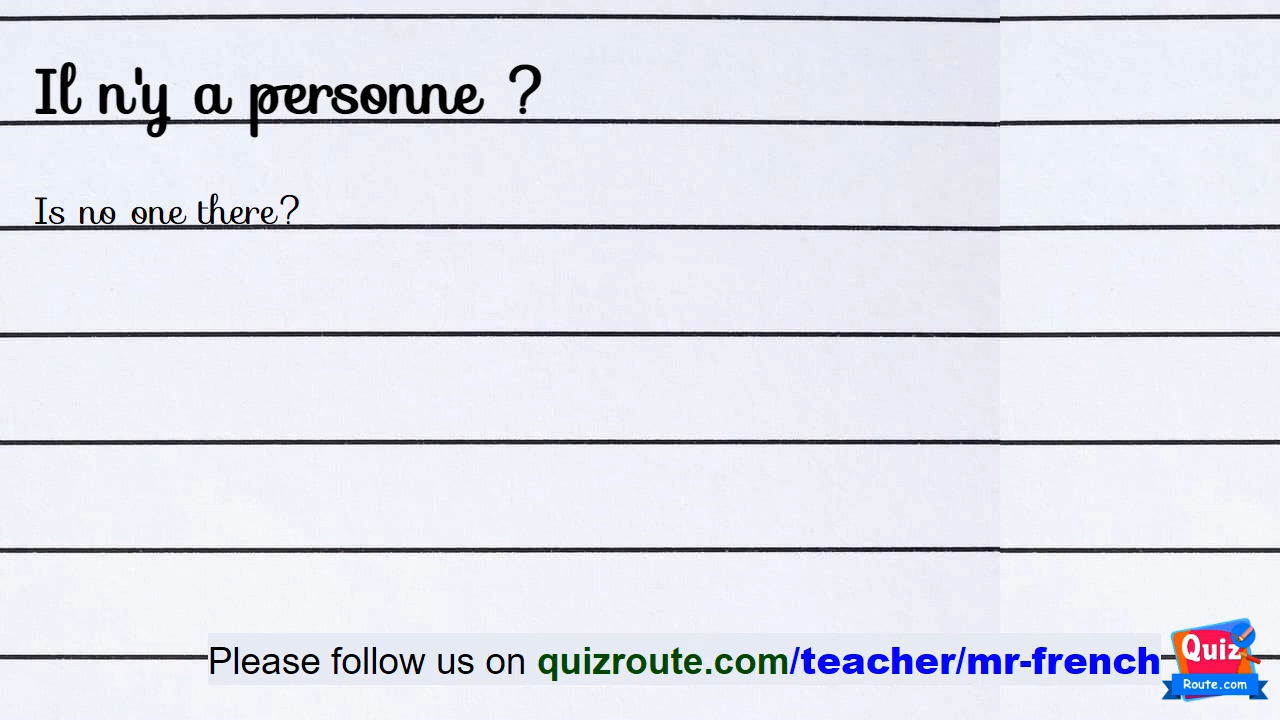 Il n'y a personne ?
Is no one there?
Please follow us on quizroute.com/teacher/mr-french
Quiz
Route.com